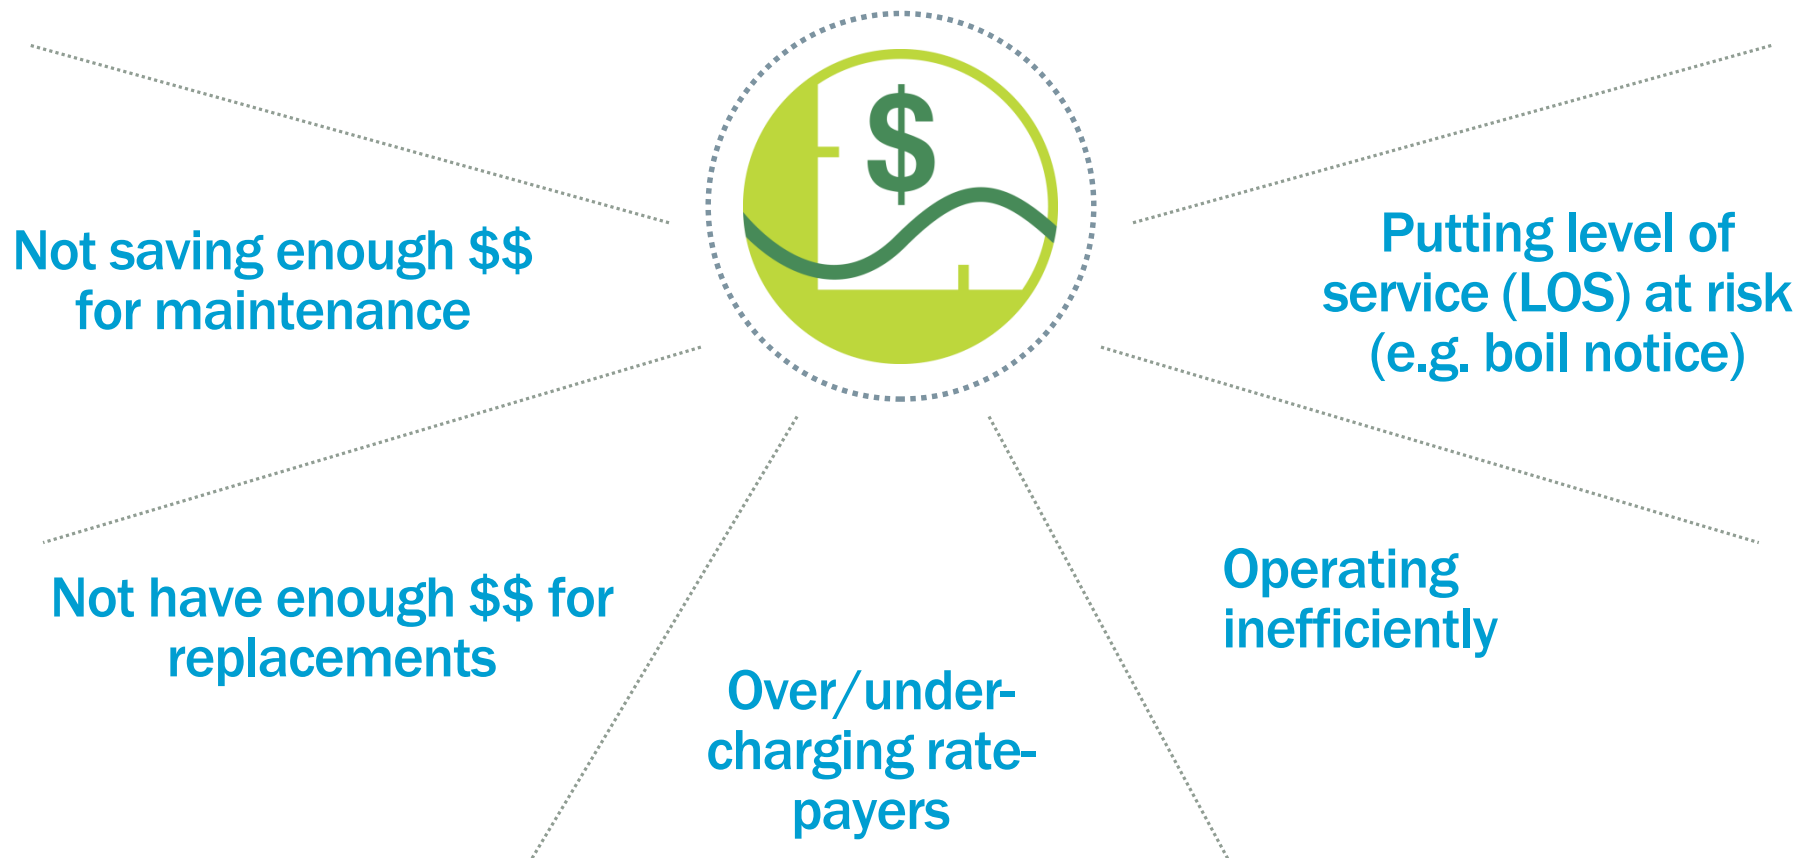 $
Not saving enough $$
for maintenance
Putting level of
service (LOS) at risk
(e.g. boil notice)
Not have enough $$ for
replacements
Operating
inefficiently
Over/under-
charging rate-
payers